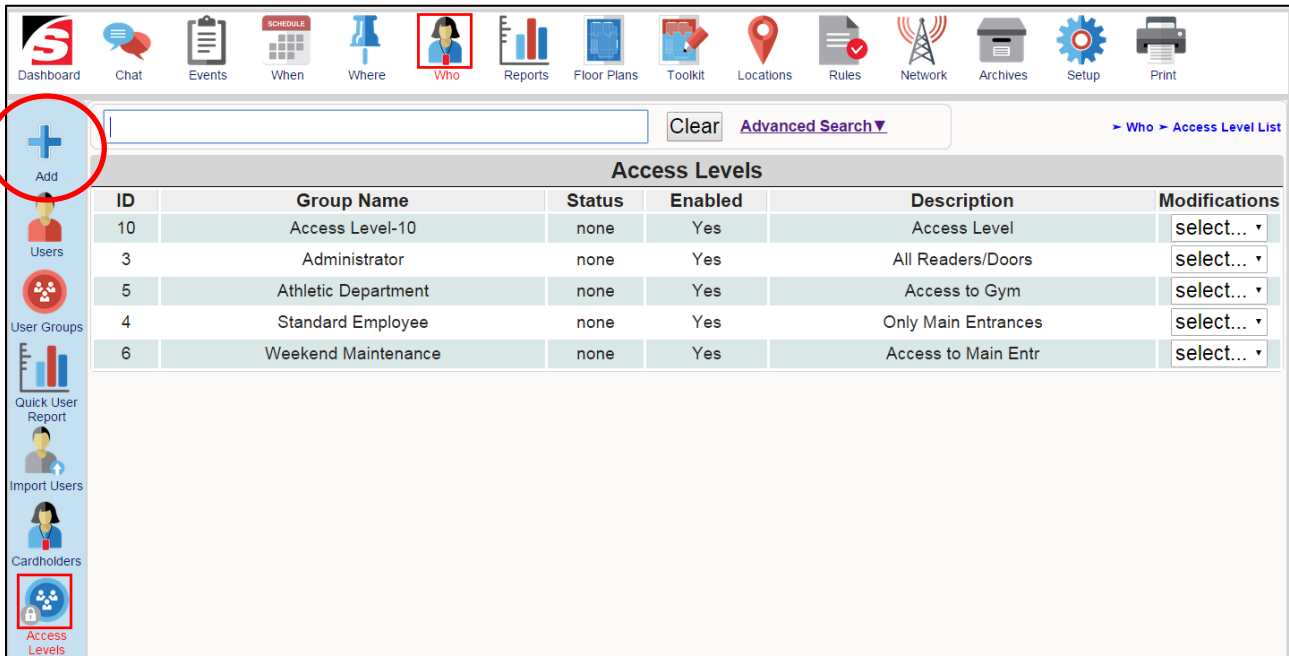 SCHEDULE
Dashboard Chat Events When Where Who Reports Floor Plans Toolkit Locations Rules Network Archives Setup Print
Clear Advanced Search▼ ➢ Who ➢ Access Level List
Add
Access Levels
ID Group Name Status Enabled Description Modifications
10 Access Level-10 none Yes Access Level select...
3 Administrator none Yes All Readers/Doors select...
5 Athletic Department none Yes Access to Gym select...
4 Standard Employee none Yes Only Main Entrances select...
6 Weekend Maintenance none Yes Access to Main Entr select...
Users
User Groups
Quick User
Report
Import Users
Cardholders
Access
Levels